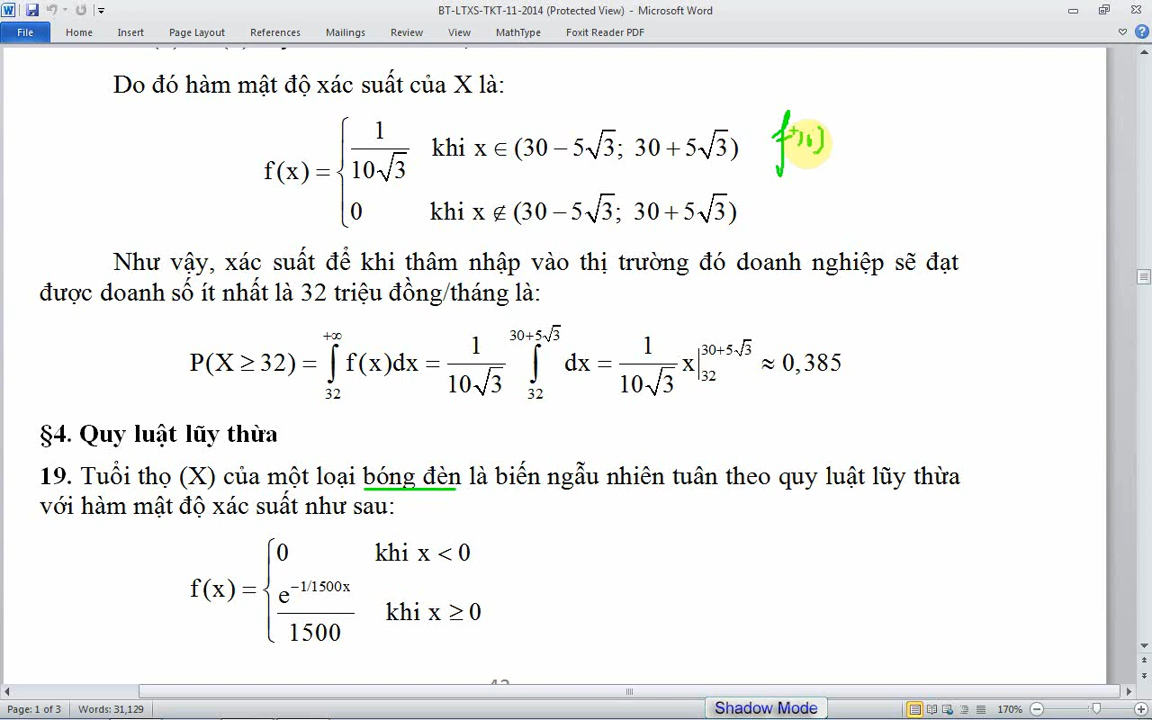 BT-LTXS-TKT-11-2014 (Protected View) - Microsoft Word
File Home Insert Page Layout References Mailings Review View MathType Foxit Reader PDF
Do đó hàm mật độ xác suất của X là:
f(x) = { 1/(10√3) khi x ∈ (30 − 5√3; 30 + 5√3)
0 khi x ∉ (30 − 5√3; 30 + 5√3)
Như vậy, xác suất để khi thâm nhập vào thị trường đó doanh nghiệp sẽ đạt
được doanh số ít nhất là 32 triệu đồng/tháng là:
P(X ≥ 32) = ∫_{32}^{+∞} f(x)dx = 1/(10√3) ∫_{32}^{30+5√3} dx = 1/(10√3) x|_{32}^{30+5√3} ≈ 0,385
§4. Quy luật lũy thừa
19. Tuổi thọ (X) của một loại bóng đèn là biến ngẫu nhiên tuân theo quy luật lũy thừa
với hàm mật độ xác suất như sau:
f(x) = { 0 khi x < 0
e^{−1/1500x}/1500 khi x ≥ 0
Page: 1 of 3 Words: 31,129 Shadow Mode 170%